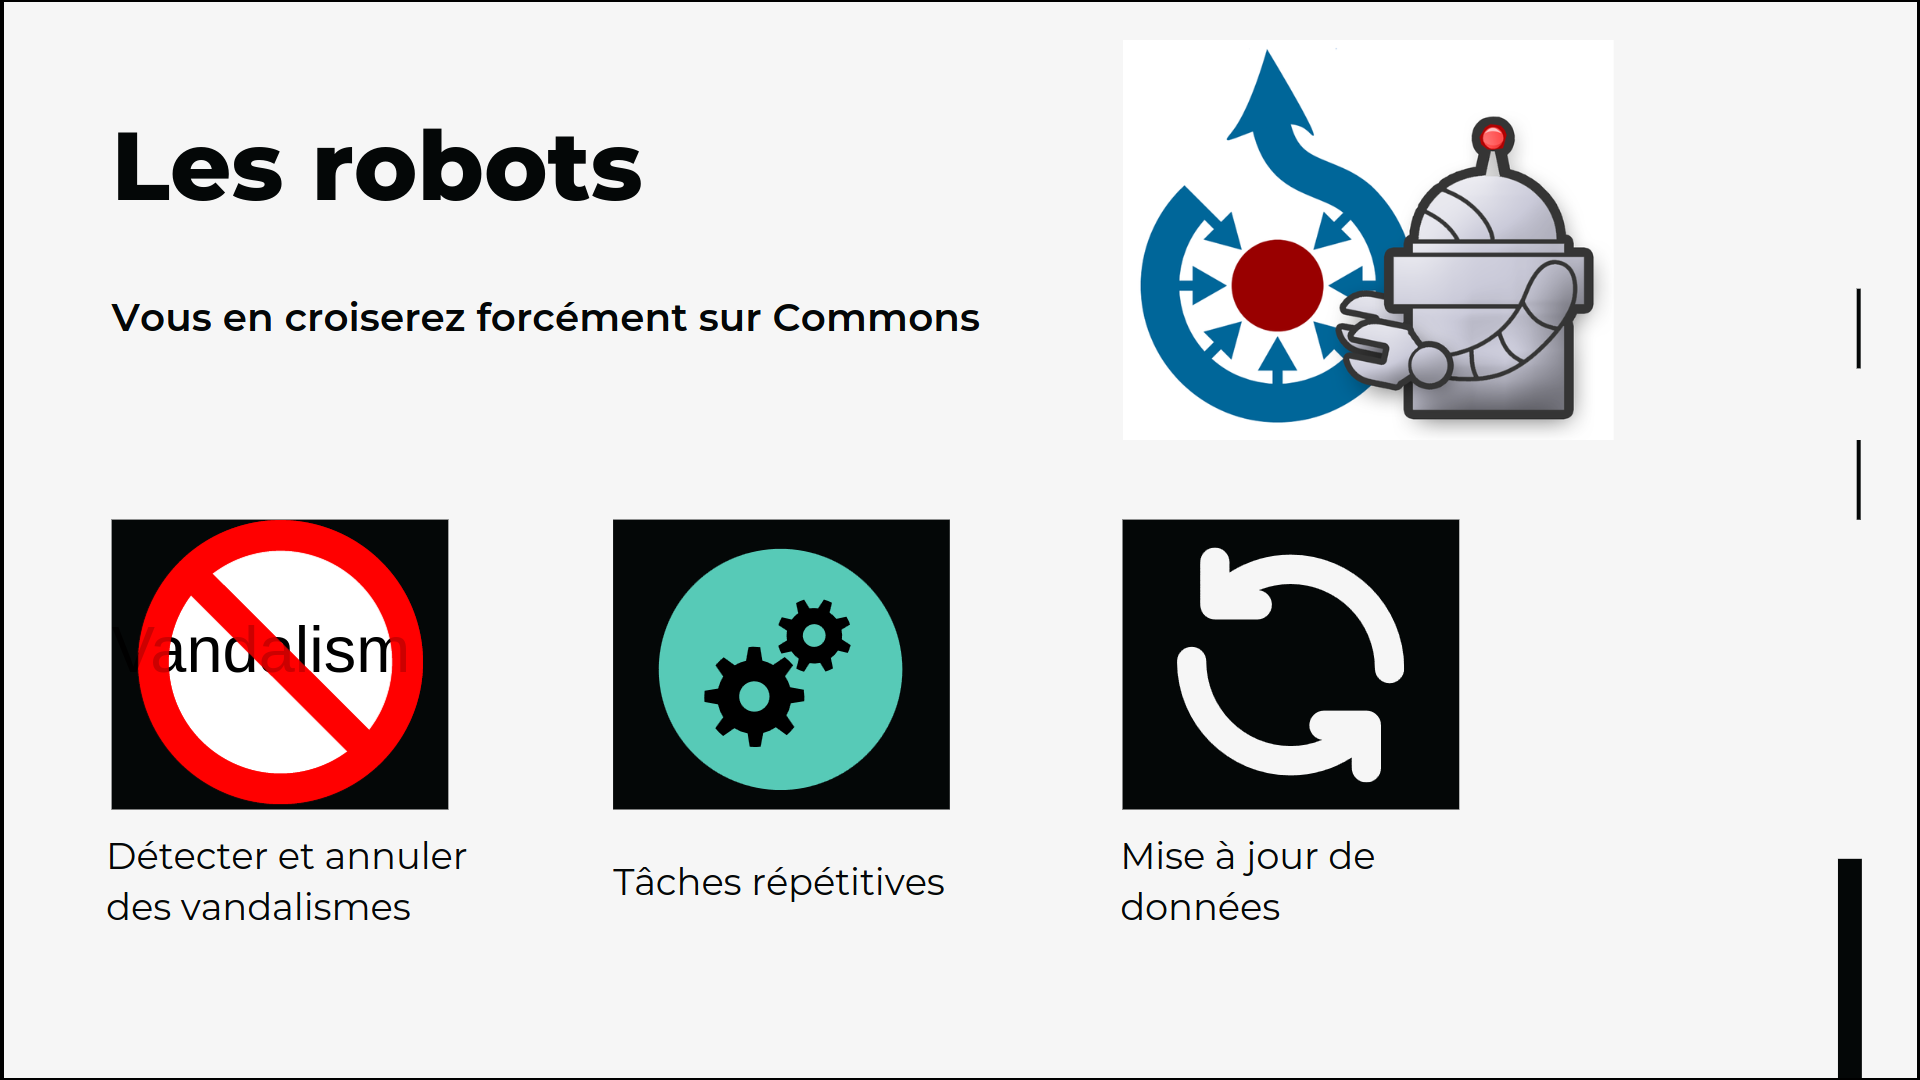 Les robots
Vous en croiserez forcément sur Commons
Vandalism
Détecter et annuler
des vandalismes
Tâches répétitives
Mise à jour de
données